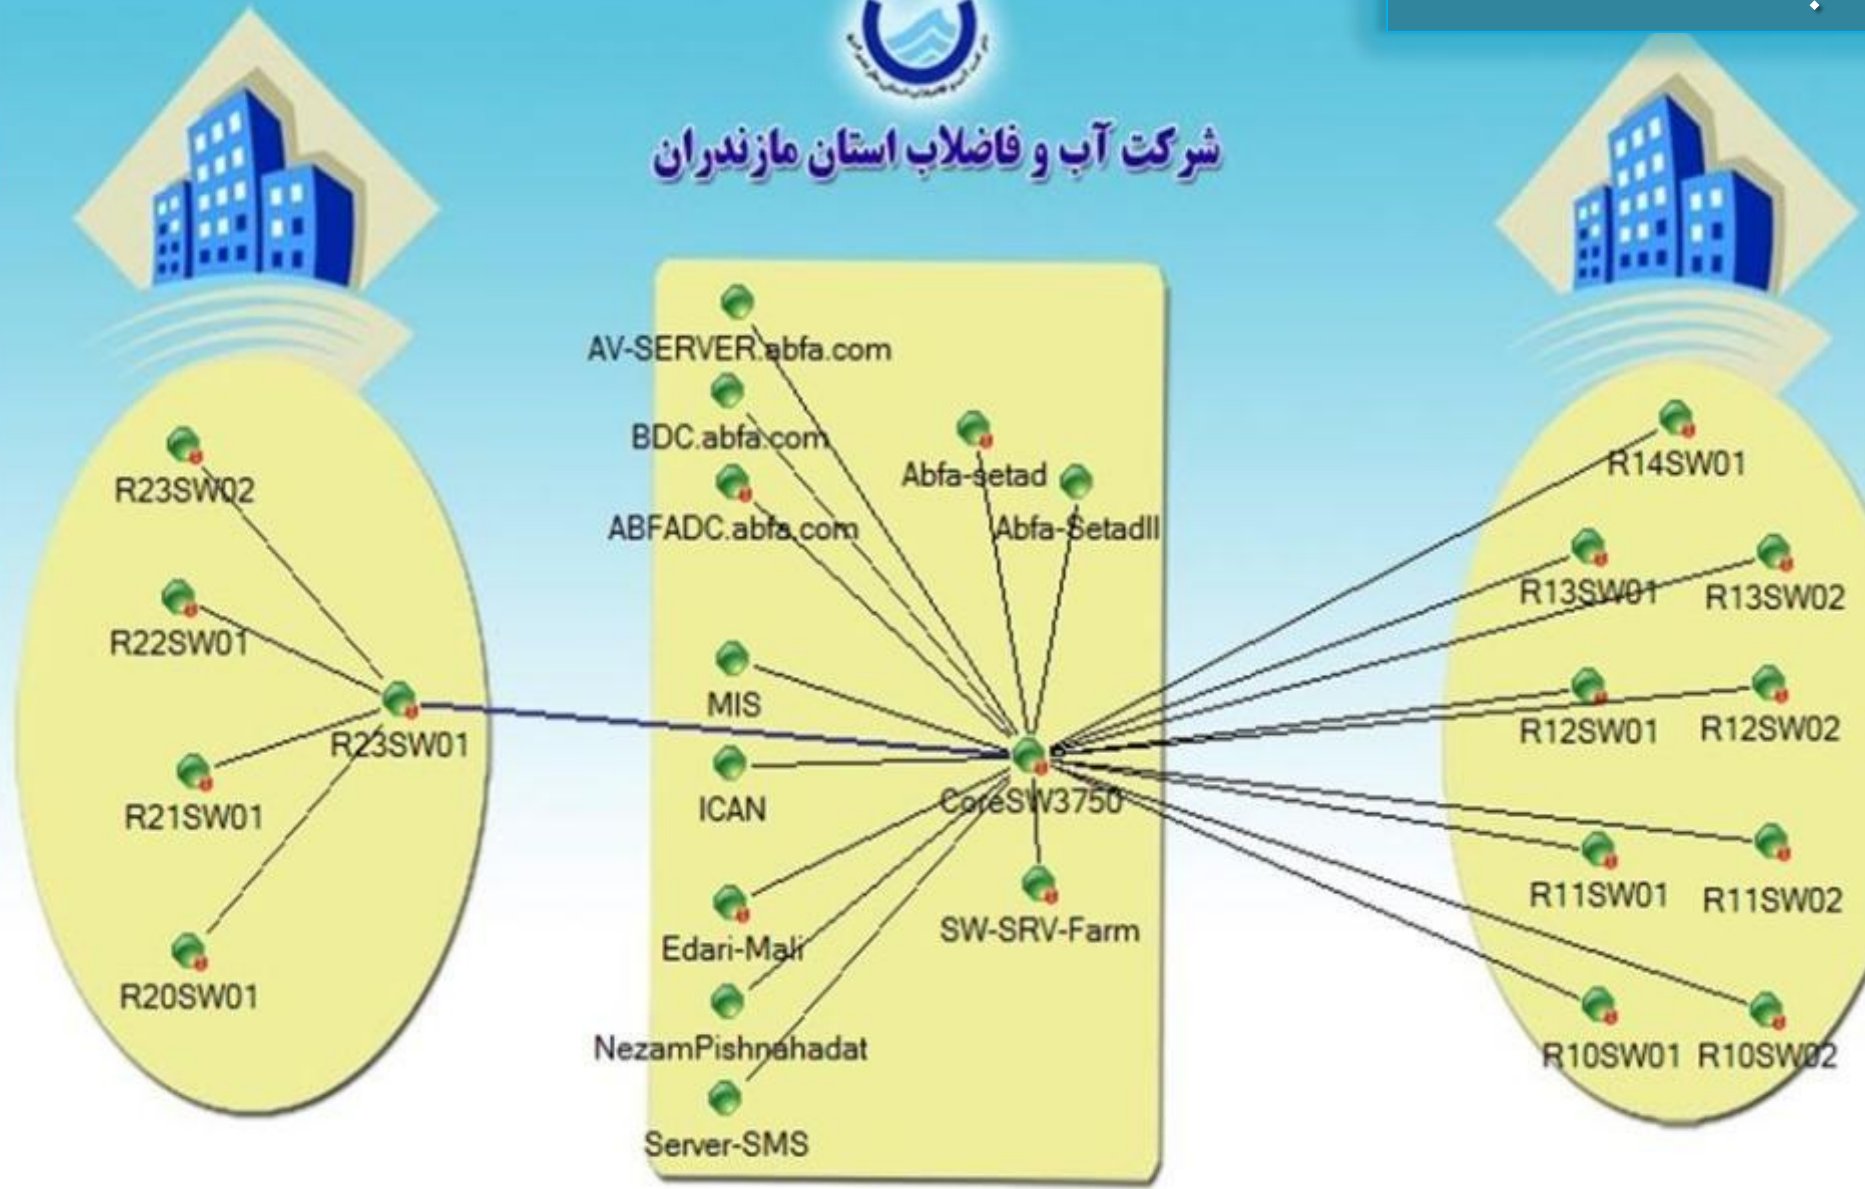 شرکت آب و فاضلاب استان مازندران
AV-SERVER.abfa.com
BDC.abfa.com
ABFADC.abfa.com
Abfa-setad
Abfa-SetadII
MIS
ICAN
CoreSW3750
Edari-Mali
SW-SRV-Farm
NezamPishnahadat
Server-SMS
R23SW02
R22SW01
R23SW01
R21SW01
R20SW01
R14SW01
R13SW01
R13SW02
R12SW01
R12SW02
R11SW01
R11SW02
R10SW01
R10SW02